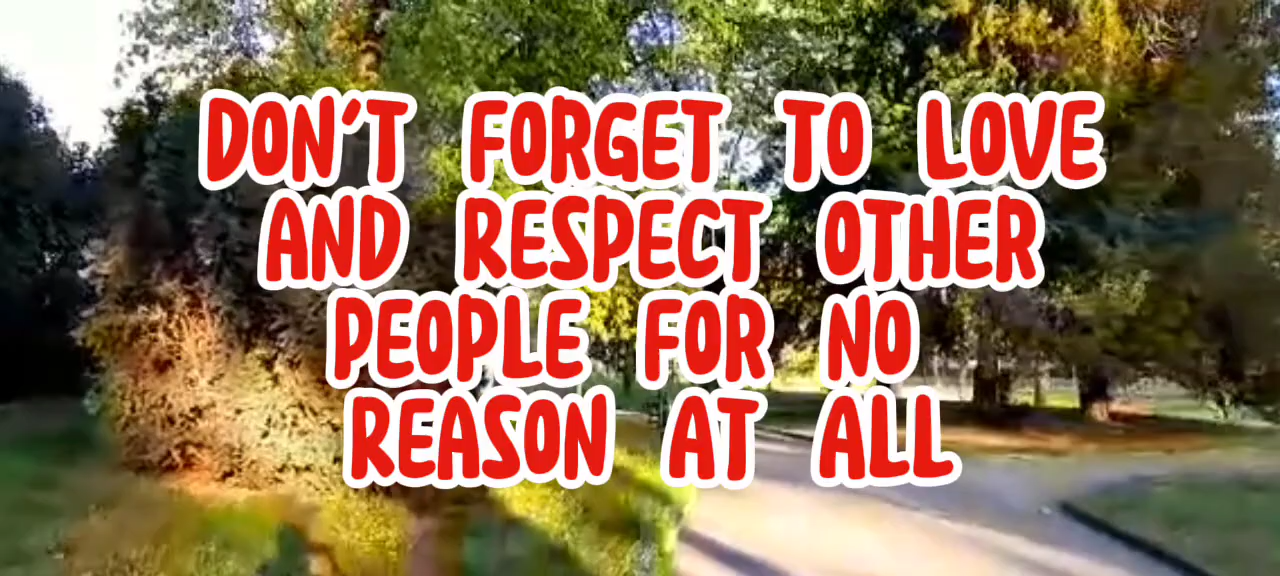 DON'T FORGET TO LOVE
AND RESPECT OTHER
PEOPLE FOR NO
REASON AT ALL